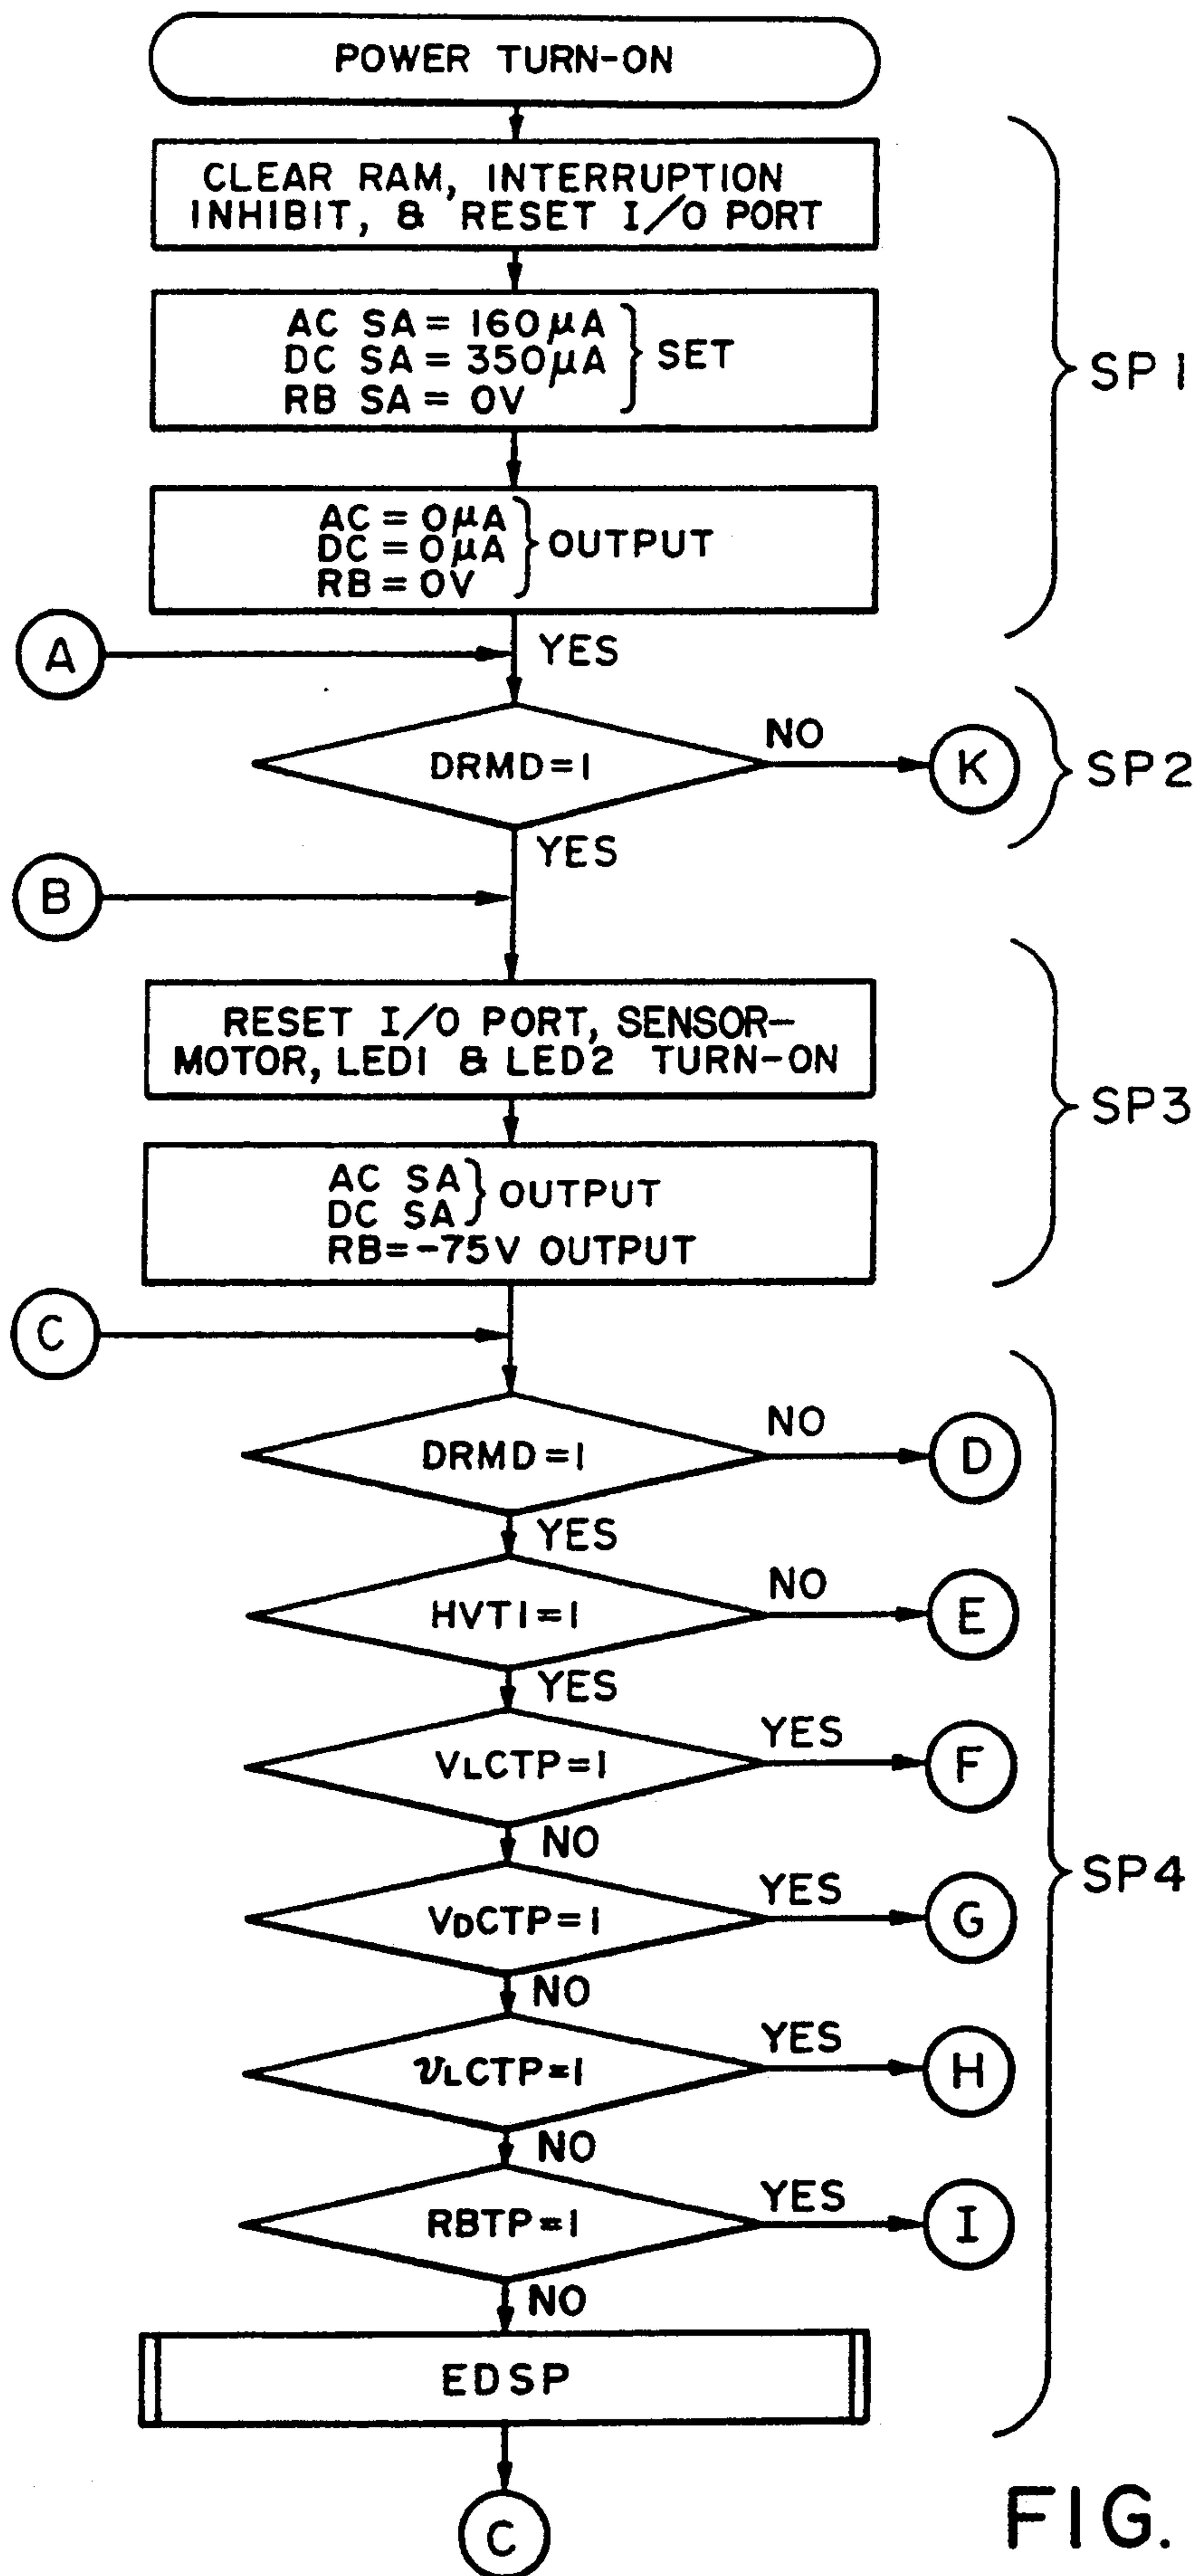 POWER TURN-ON
CLEAR RAM, INTERRUPTION
INHIBIT, & RESET I/O PORT
AC SA = 160μA
DC SA = 350μA
RB SA = 0V
SET
SP1
AC = 0μA
DC = 0μA
RB = 0V
OUTPUT
A
YES
DRMD=1
NO
K
SP2
YES
B
RESET I/O PORT, SENSOR-
MOTOR, LED1 & LED2 TURN-ON
SP3
AC SA
DC SA
OUTPUT
RB=-75V OUTPUT
C
DRMD=1
NO
D
YES
HVT1=1
NO
E
YES
VLCTP=1
YES
F
NO
SP4
VDCTP=1
YES
G
NO
vLCTP=1
YES
H
NO
RBTP=1
YES
I
NO
EDSP
C
FIG.